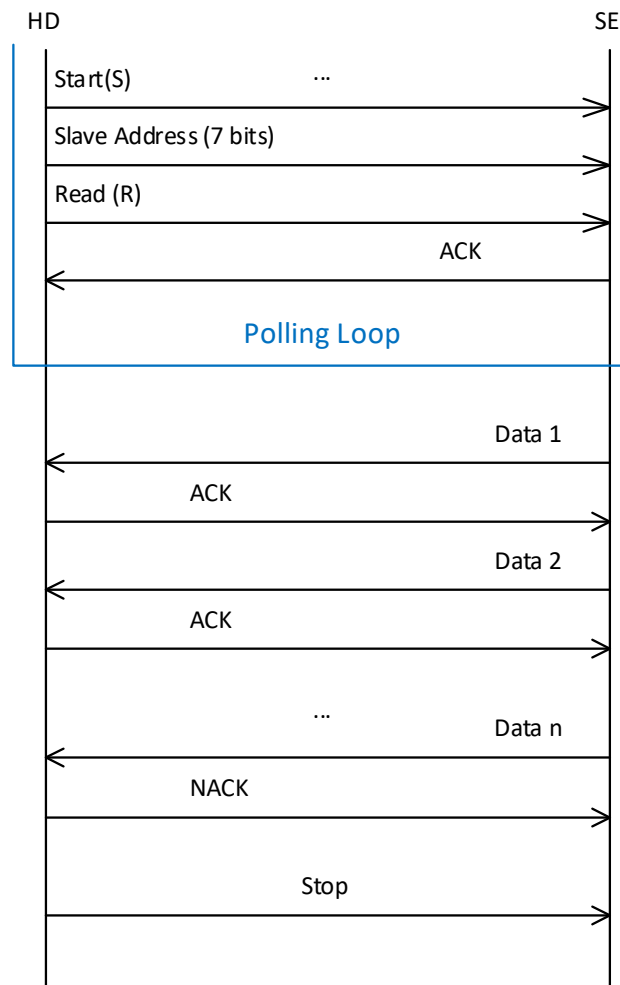 HD
SE
Start(S)
...
Slave Address (7 bits)
Read (R)
ACK
Polling Loop
Data 1
ACK
Data 2
ACK
...
Data n
NACK
Stop